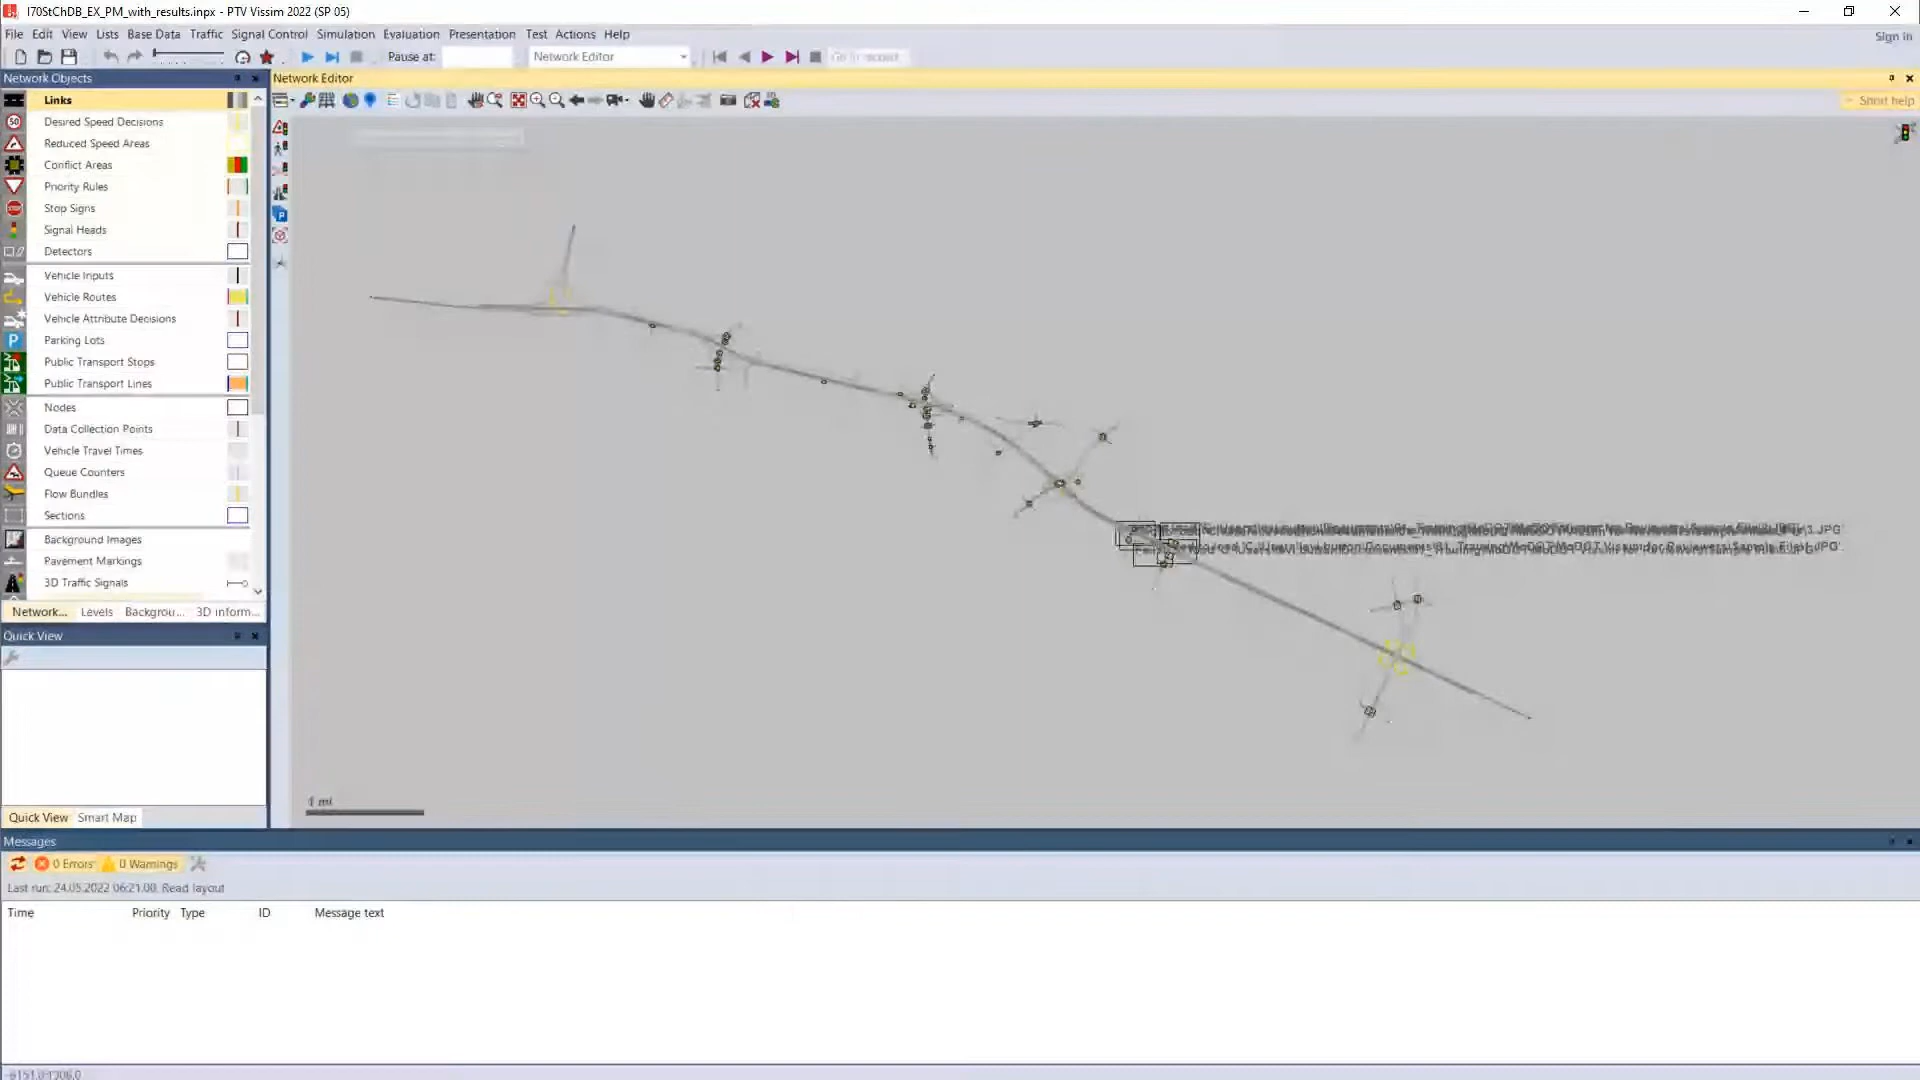 I70StChDB_EX_PM_with_results.inpx - PTV Vissim 2022 (SP 05)
File Edit View Lists Base Data Traffic Signal Control Simulation Evaluation Presentation Test Actions Help
Sign in
Pause at:
Network Editor
Network Objects
Network Editor
Short help
Links
Desired Speed Decisions
Reduced Speed Areas
Conflict Areas
Priority Rules
Stop Signs
Signal Heads
Detectors
Vehicle Inputs
Vehicle Routes
Vehicle Attribute Decisions
Parking Lots
Public Transport Stops
Public Transport Lines
Nodes
Data Collection Points
Vehicle Travel Times
Queue Counters
Flow Bundles
Sections
Background Images
Pavement Markings
3D Traffic Signals
Network... Levels Backgrou... 3D inform...
Quick View
Quick View Smart Map
1 mi
Messages
0 Errors 0 Warnings
Last run: 24.05.2022 06:21:00 Read layout
Time Priority Type ID Message text